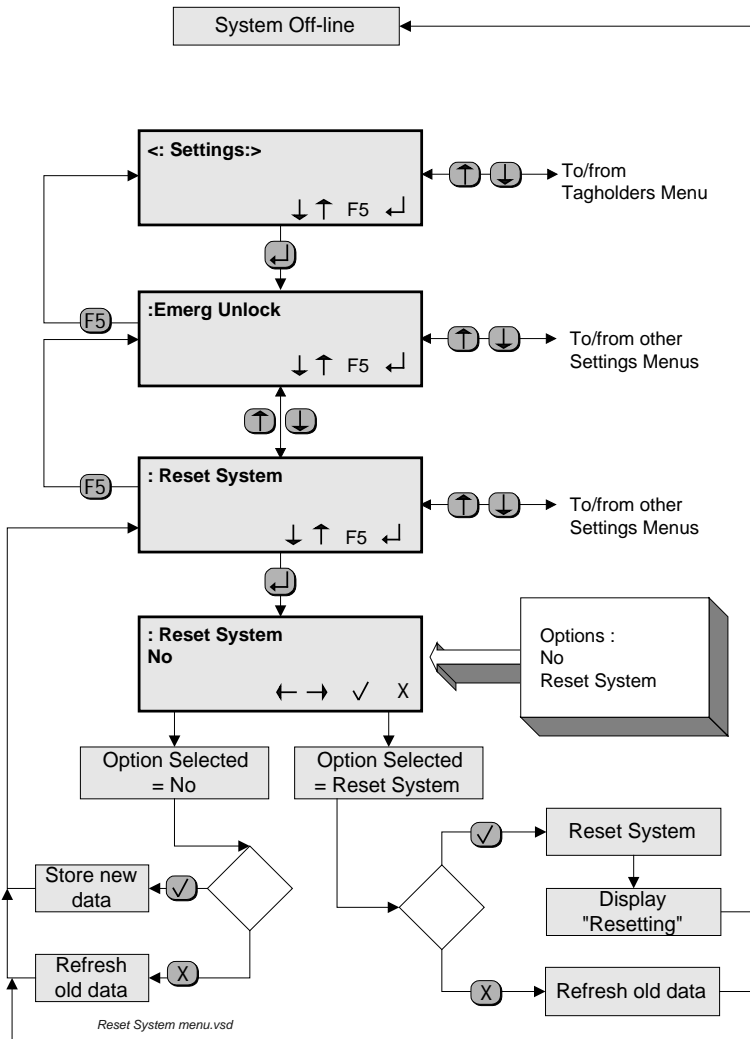 System Off-line
<: Settings:>
↓ ↑ F5 ↵
↑ ↓
To/from
Tagholders Menu
↵
F5
:Emerg Unlock
↓ ↑ F5 ↵
↑ ↓
To/from other
Settings Menus
↑ ↓
F5
: Reset System
↓ ↑ F5 ↵
↑ ↓
To/from other
Settings Menus
↵
: Reset System
No
← → √ X
Options :
No
Reset System
Option Selected
= No
Option Selected
= Reset System
√
Reset System
Store new
data
√
Display
"Resetting"
Refresh
old data
X
X
Refresh old data
Reset System menu.vsd